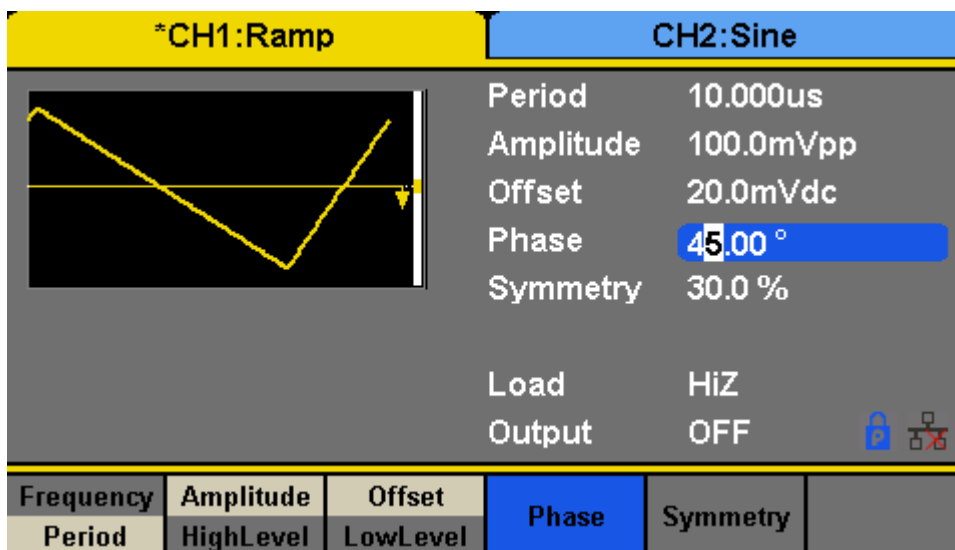 *CH1:Ramp CH2:Sine
Period 10.000us
Amplitude 100.0mVpp
Offset 20.0mVdc
Phase 45.00 °
Symmetry 30.0 %
Load HiZ
Output OFF
P
Frequency Amplitude Offset Phase Symmetry
Period HighLevel LowLevel